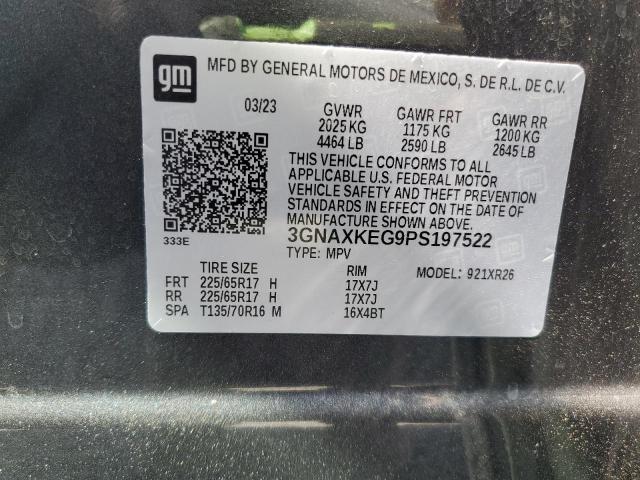 gm MFD BY GENERAL MOTORS DE MEXICO, S. DE R.L. DE C.V.
03/23 GVWR GAWR FRT GAWR RR
2025 KG 1175 KG 1200 KG
4464 LB 2590 LB 2645 LB
THIS VEHICLE CONFORMS TO ALL
APPLICABLE U.S. FEDERAL MOTOR
VEHICLE SAFETY AND THEFT PREVENTION
STANDARDS IN EFFECT ON THE DATE OF
MANUFACTURE SHOWN ABOVE.
333E 3GNAXKEG9PS197522
TYPE: MPV
TIRE SIZE RIM MODEL: 921XR26
FRT 225/65R17 H 17X7J
RR 225/65R17 H 17X7J
SPA T135/70R16 M 16X4BT